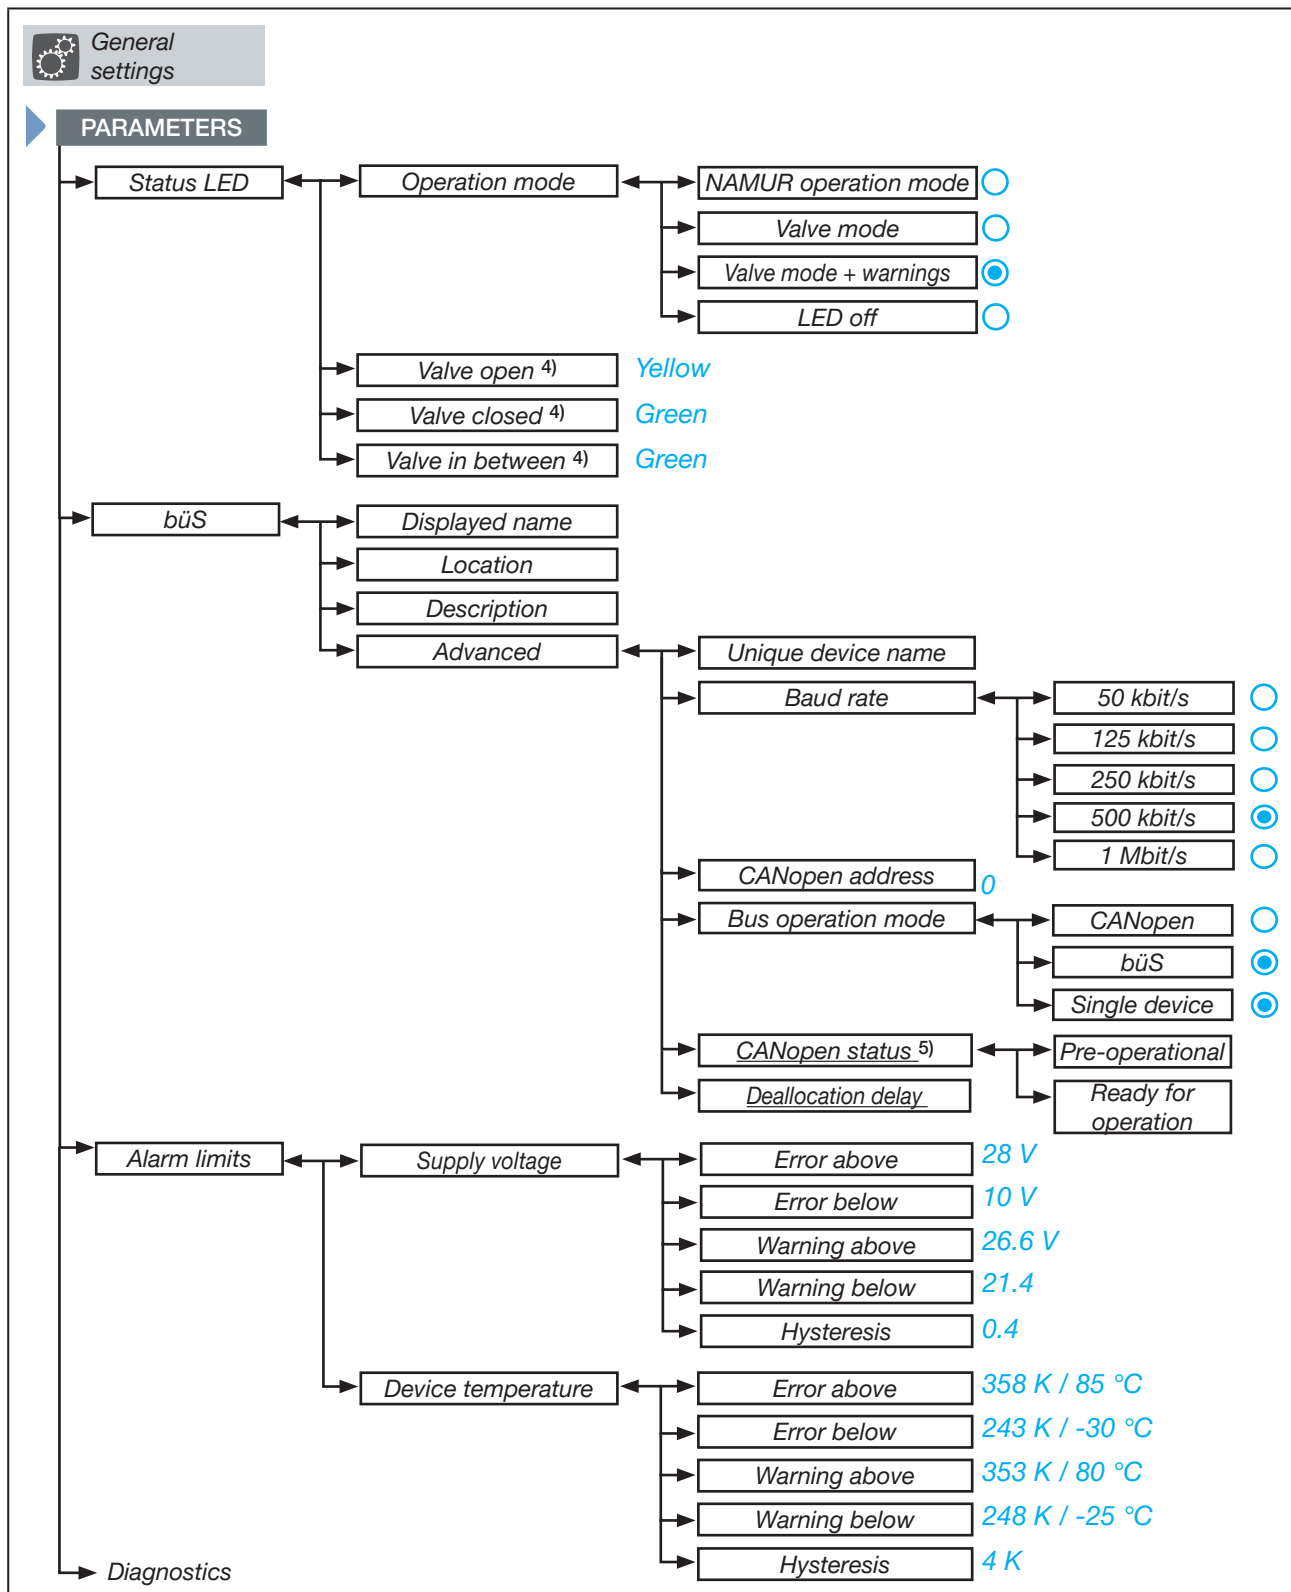 General
settings
PARAMETERS
Status LED
Operation mode
NAMUR operation mode
Valve mode
Valve mode + warnings
LED off
Valve open 4)
Yellow
Valve closed 4)
Green
Valve in between 4)
Green
büS
Displayed name
Location
Description
Advanced
Unique device name
Baud rate
50 kbit/s
125 kbit/s
250 kbit/s
500 kbit/s
1 Mbit/s
CANopen address
0
Bus operation mode
CANopen
büS
Single device
CANopen status 5)
Pre-operational
Ready for
operation
Deallocation delay
Alarm limits
Supply voltage
Error above
28 V
Error below
10 V
Warning above
26.6 V
Warning below
21.4
Hysteresis
0.4
Device temperature
Error above
358 K / 85 °C
Error below
243 K / -30 °C
Warning above
353 K / 80 °C
Warning below
248 K / -25 °C
Hysteresis
4 K
Diagnostics